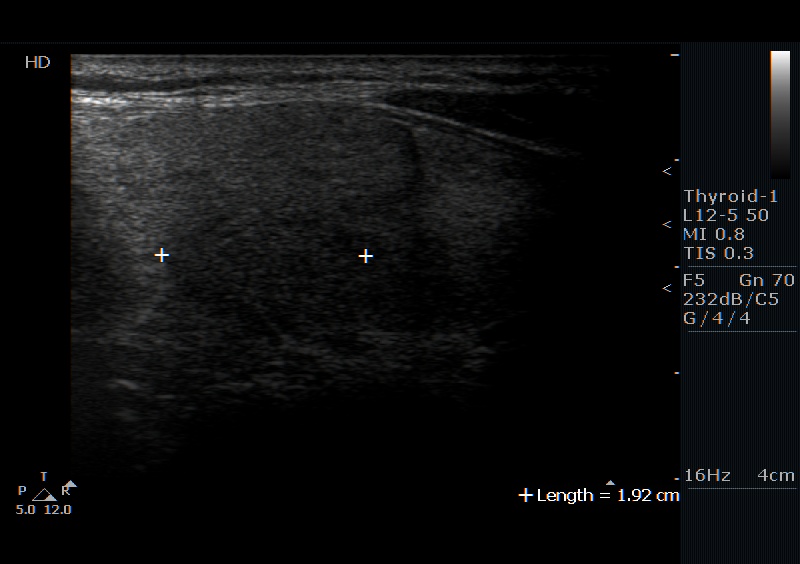 HD
Thyroid-1
L12-5 50
MI 0.8
TIS 0.3
F5 Gn 70
232dB/C5
G/4/4
16Hz 4cm
T
P R
5.0 12.0
Length = 1.92 cm